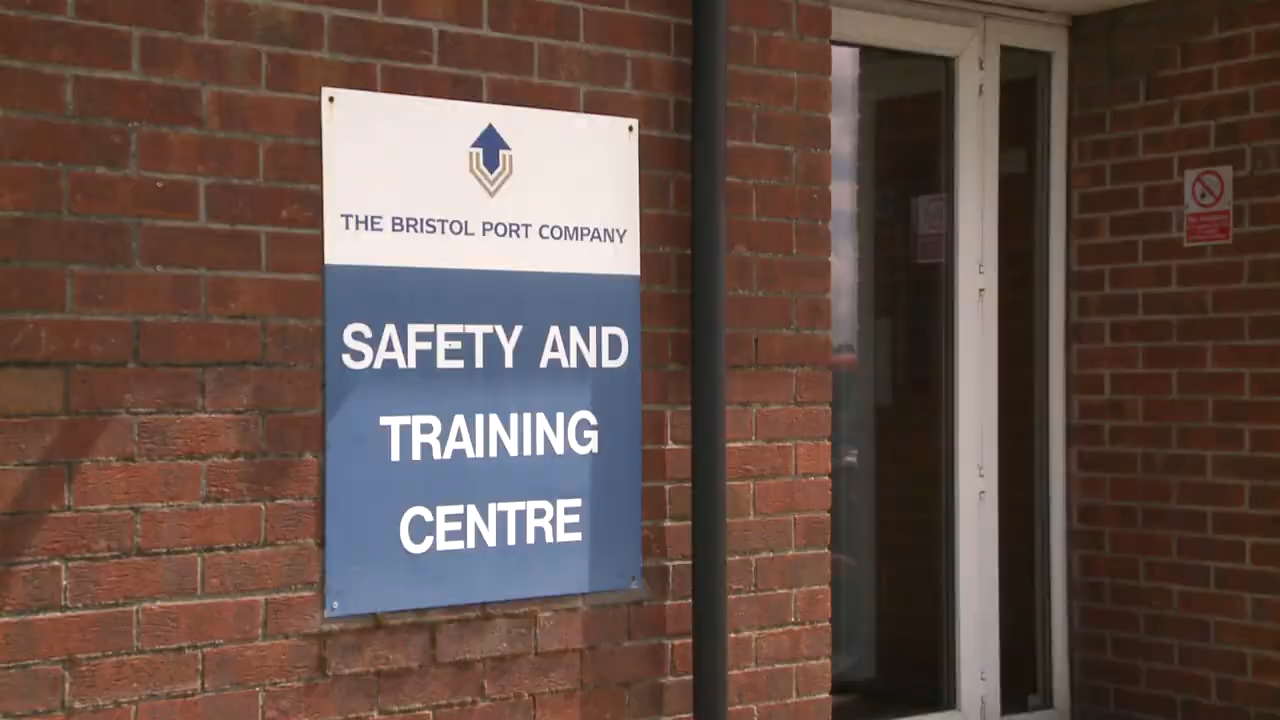 THE BRISTOL PORT COMPANY
SAFETY AND
TRAINING
CENTRE